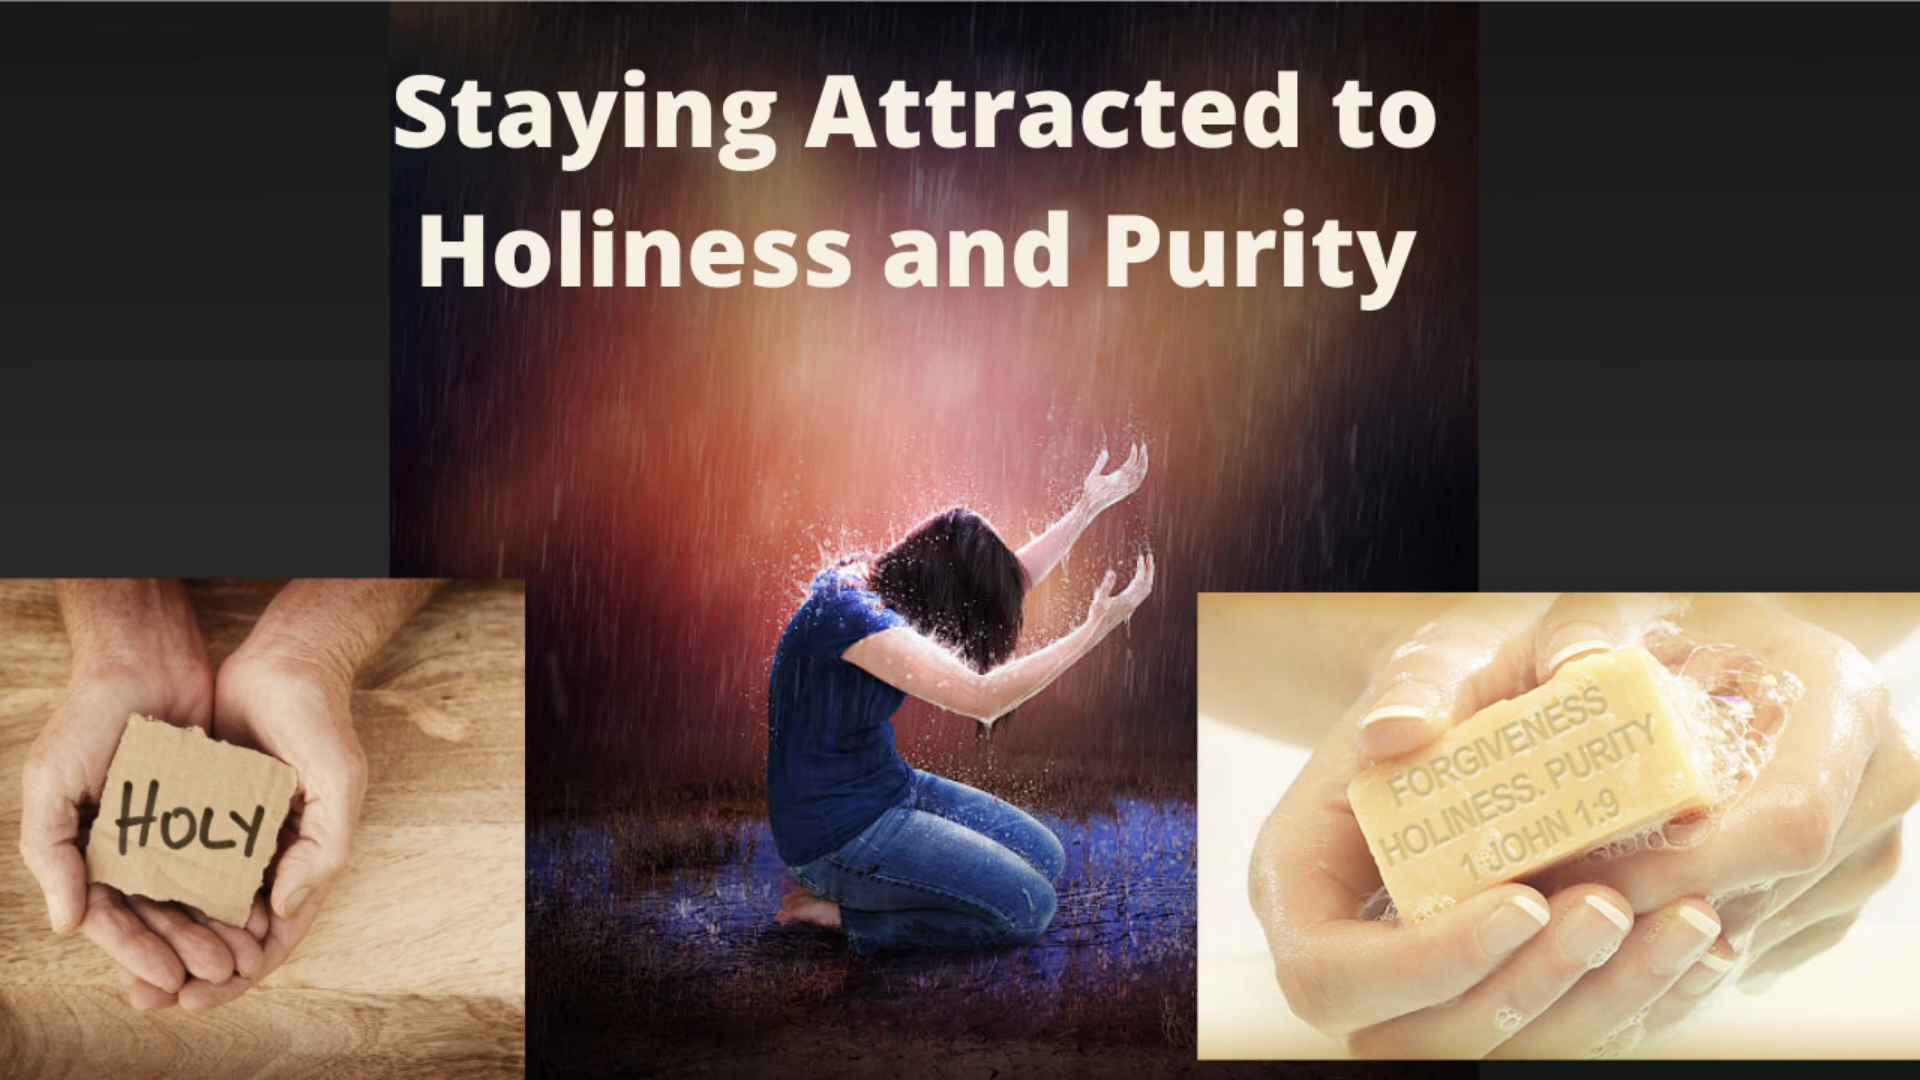 Staying Attracted to
Holiness and Purity
HOLY
FORGIVENESS
HOLINESS. PURITY
1 JOHN 1:9